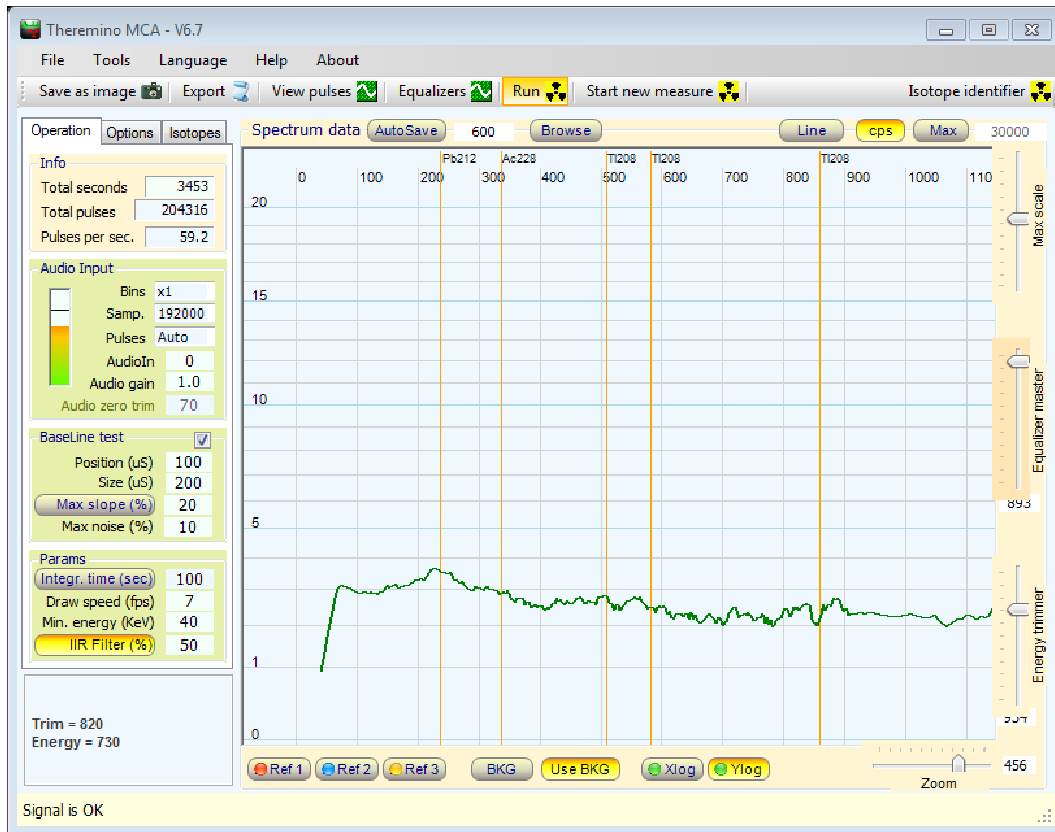 Theremino MCA - V6.7
File Tools Language Help About
Save as image Export View pulses Equalizers Run Start new measure Isotope identifier
Operation Options Isotopes
Info
Total seconds 3453
Total pulses 204316
Pulses per sec. 59.2
Audio Input
Bins x1
Samp. 192000
Pulses Auto
AudioIn 0
Audio gain 1.0
Audio zero trim 70
BaseLine test
Position (uS) 100
Size (uS) 200
Max slope (%) 20
Max noise (%) 10
Params
Integr. time (sec) 100
Draw speed (fps) 7
Min. energy (KeV) 40
IIR Filter (%) 50
Trim = 820
Energy = 730
Spectrum data AutoSave 600 Browse Line cps Max 30000
Pb212 Ac228 Tl208 Tl208 Tl208
0 100 200 300 400 500 600 700 800 900 1000 110
20
15
10
5
1
0
Max scale
Equalizer master
893
Energy trimmer
Ref 1 Ref 2 Ref 3 BKG Use BKG Xlog Ylog
Zoom
456
Signal is OK